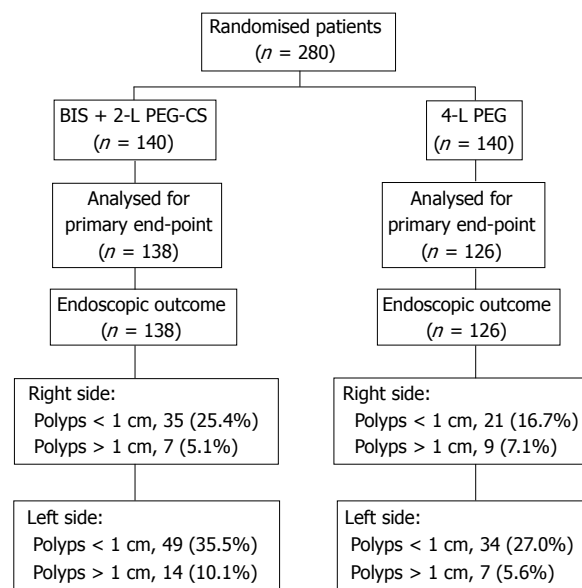 Randomised patients
(n = 280)
BIS + 2-L PEG-CS
(n = 140)
4-L PEG
(n = 140)
Analysed for
primary end-point
(n = 138)
Analysed for
primary end-point
(n = 126)
Endoscopic outcome
(n = 138)
Endoscopic outcome
(n = 126)
Right side:
Polyps < 1 cm, 35 (25.4%)
Polyps > 1 cm, 7 (5.1%)
Right side:
Polyps < 1 cm, 21 (16.7%)
Polyps > 1 cm, 9 (7.1%)
Left side:
Polyps < 1 cm, 49 (35.5%)
Polyps > 1 cm, 14 (10.1%)
Left side:
Polyps < 1 cm, 34 (27.0%)
Polyps > 1 cm, 7 (5.6%)